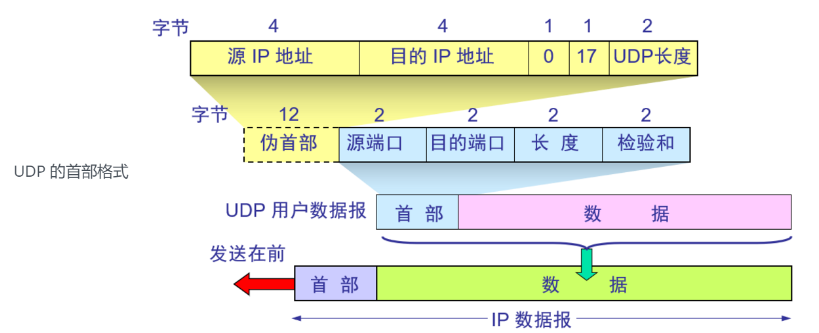 字节 4 4 1 1 2
源 IP 地址 目的 IP 地址 0 17 UDP长度
字节 12 2 2 2 2
伪首部 源端口 目的端口 长 度 检验和
UDP 的首部格式
UDP 用户数据报 首 部 数 据
发送在前
首 部 数 据
IP 数据报